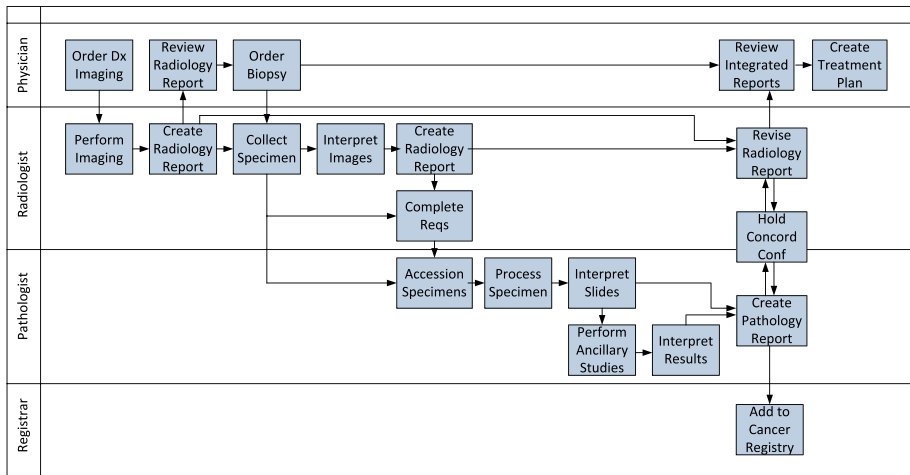 Physician
Order Dx
Imaging
Review
Radiology
Report
Order
Biopsy
Review
Integrated
Reports
Create
Treatment
Plan
Radiologist
Perform
Imaging
Create
Radiology
Report
Collect
Specimen
Interpret
Images
Create
Radiology
Report
Revise
Radiology
Report
Complete
Reqs
Hold
Concord
Conf
Pathologist
Accession
Specimens
Process
Specimen
Interpret
Slides
Create
Pathology
Report
Perform
Ancillary
Studies
Interpret
Results
Registrar
Add to
Cancer
Registry